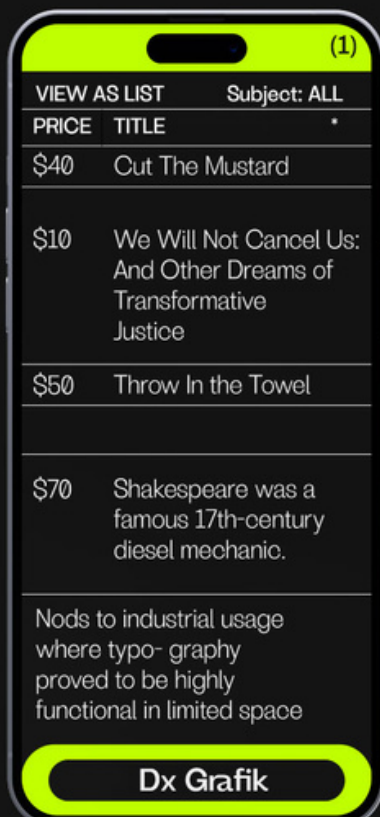 (1)
VIEW AS LIST Subject: ALL
PRICE TITLE *
$40 Cut The Mustard
$10 We Will Not Cancel Us:
And Other Dreams of
Transformative
Justice
$50 Throw In the Towel
$70 Shakespeare was a
famous 17th-century
diesel mechanic.
Nods to industrial usage
where typo- graphy
proved to be highly
functional in limited space
Dx Grafik